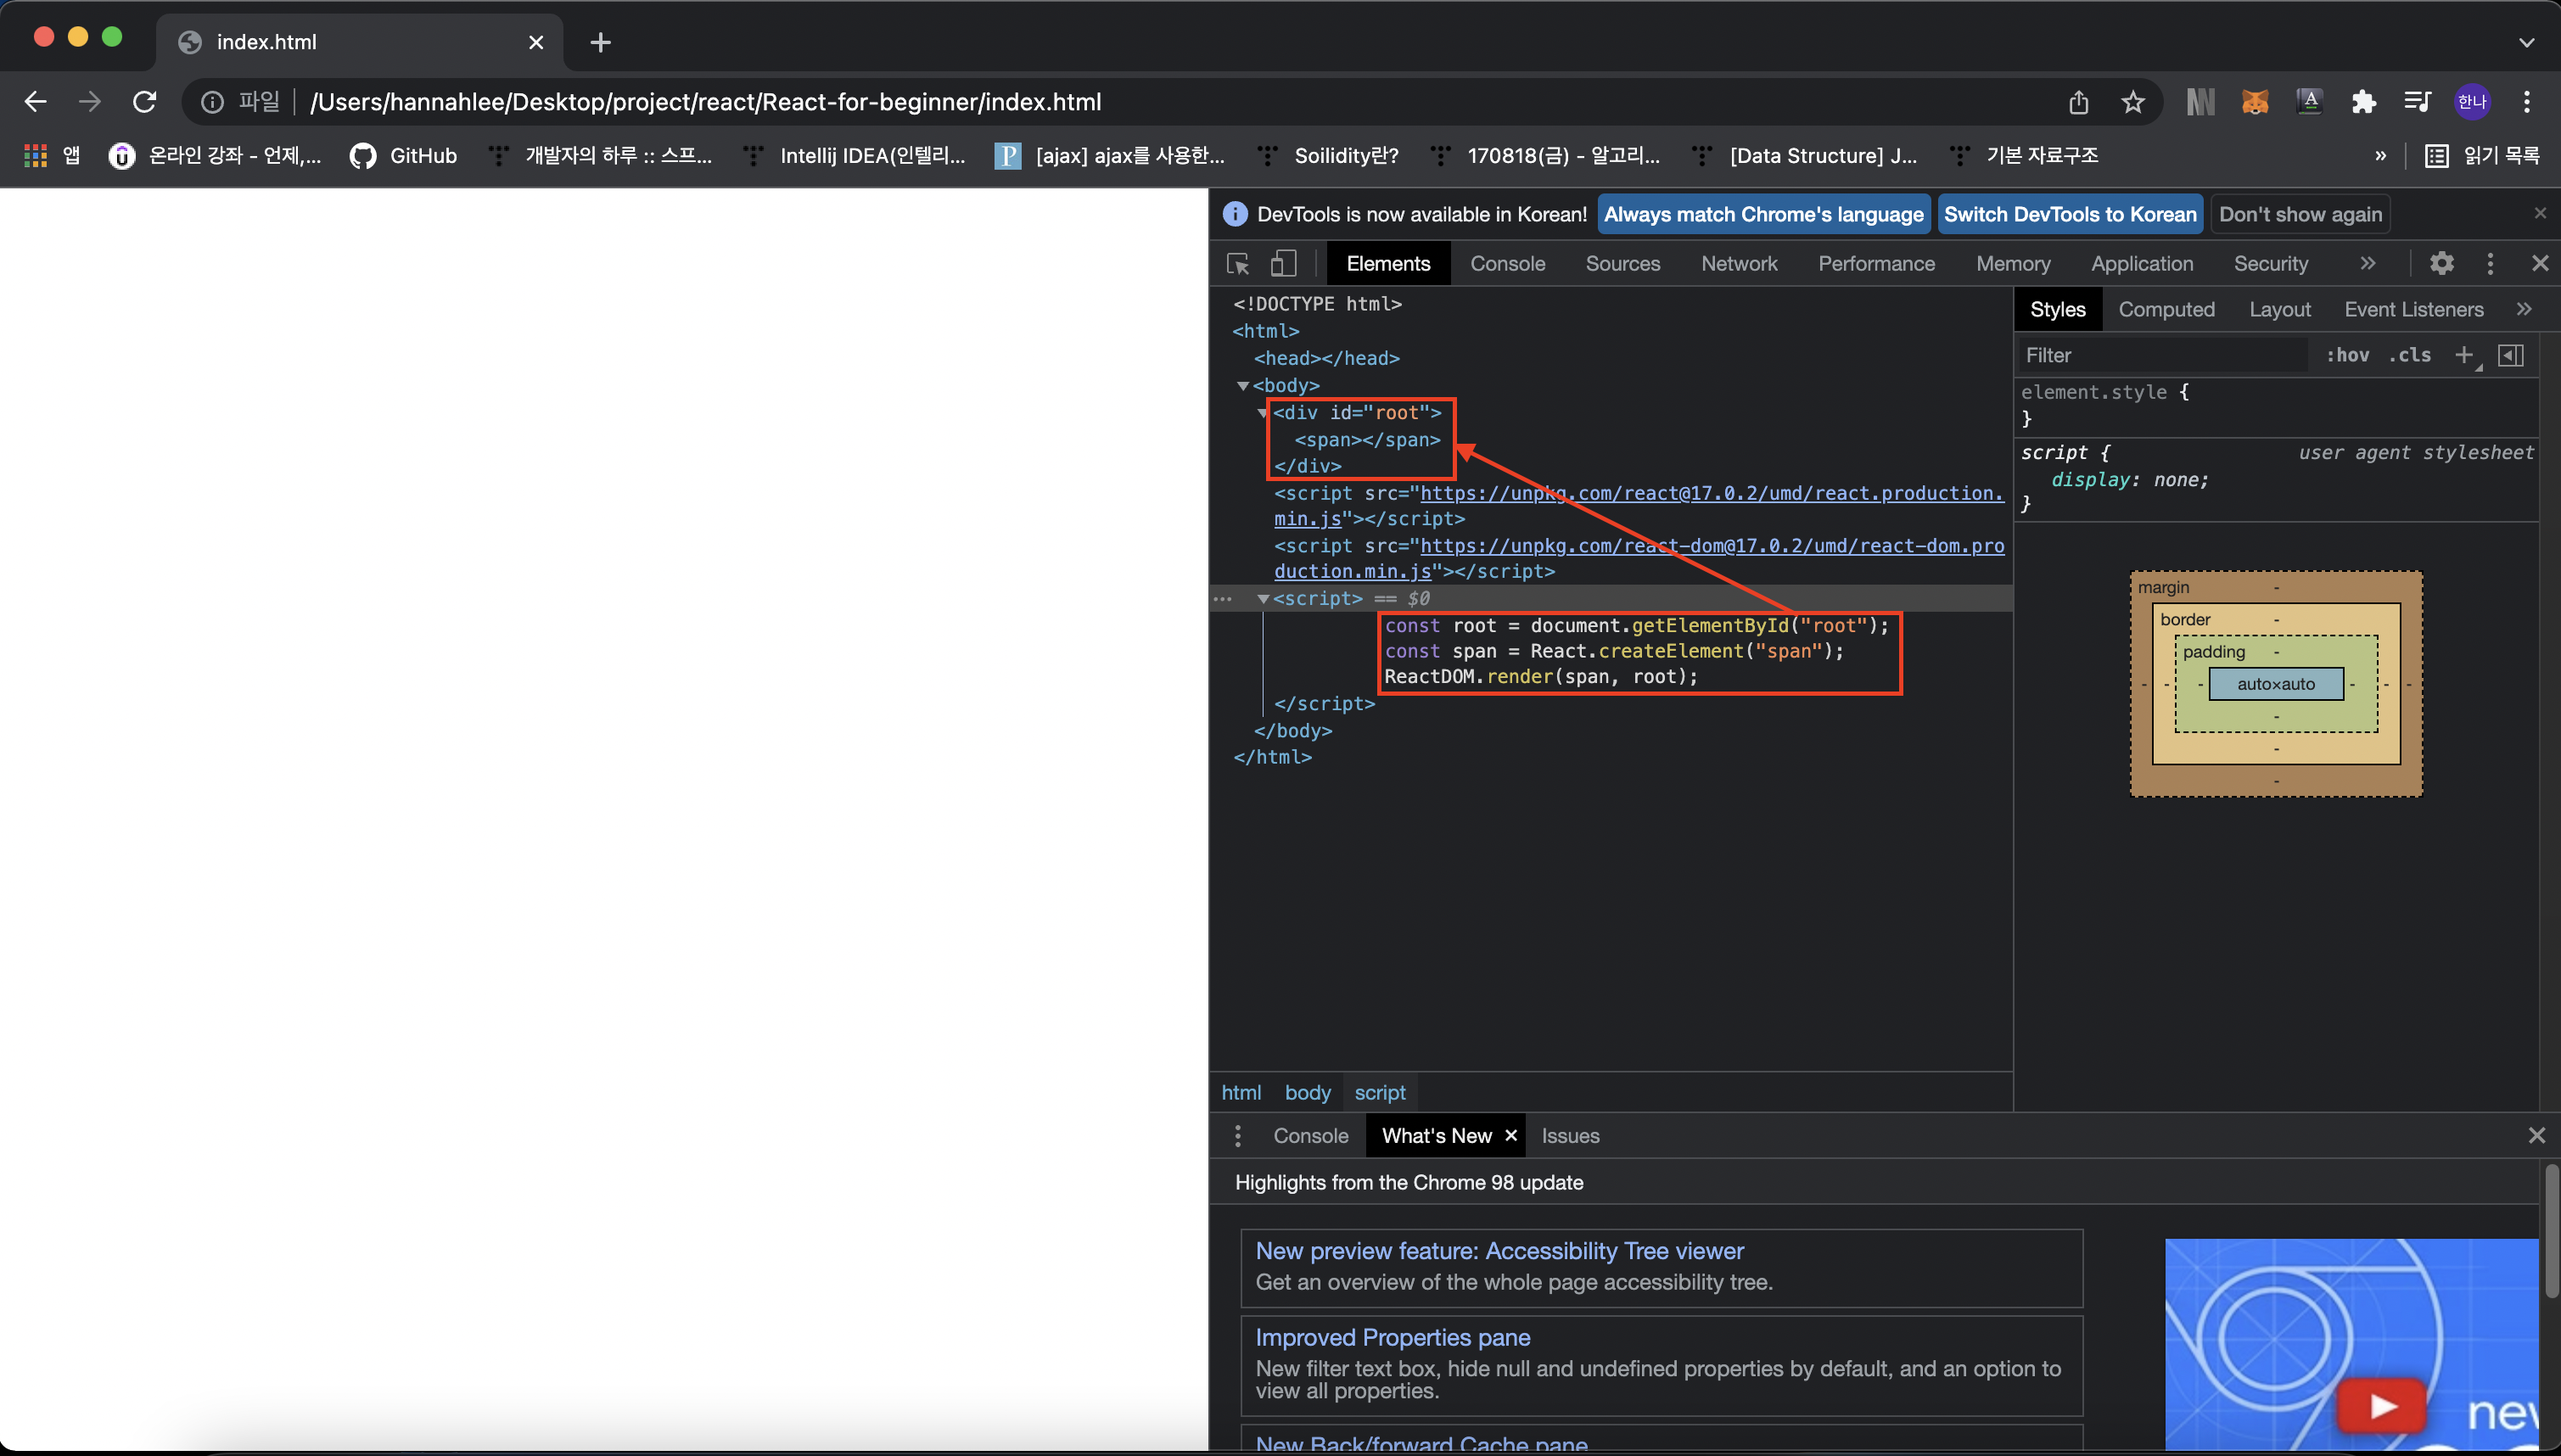 index.html
파일 /Users/hannahlee/Desktop/project/react/React-for-beginner/index.html
한나
앱 온라인 강좌 - 언제,... GitHub 개발자의 하루 :: 스프... Intellij IDEA(인텔리... [ajax] ajax를 사용한... Soilidity란? 170818(금) - 알고리... [Data Structure] J... 기본 자료구조 » 읽기 목록
DevTools is now available in Korean! Always match Chrome's language Switch DevTools to Korean Don't show again
Elements Console Sources Network Performance Memory Application Security
<!DOCTYPE html>
<html>
<head></head>
<body>
<div id="root">
<span></span>
</div>
<script src="https://unpkg.com/react@17.0.2/umd/react.production.
min.js"></script>
<script src="https://unpkg.com/react-dom@17.0.2/umd/react-dom.pro
duction.min.js"></script>
<script> == $0
const root = document.getElementById("root");
const span = React.createElement("span");
ReactDOM.render(span, root);
</script>
</body>
</html>
Styles Computed Layout Event Listeners
Filter :hov .cls
element.style {
}
script { user agent stylesheet
display: none;
}
margin -
border -
padding -
- - - auto×auto - - -
-
-
-
html body script
Console What's New Issues
Highlights from the Chrome 98 update
New preview feature: Accessibility Tree viewer
Get an overview of the whole page accessibility tree.
Improved Properties pane
New filter text box, hide null and undefined properties by default, and an option to
view all properties.
New Back/forward Cache pane